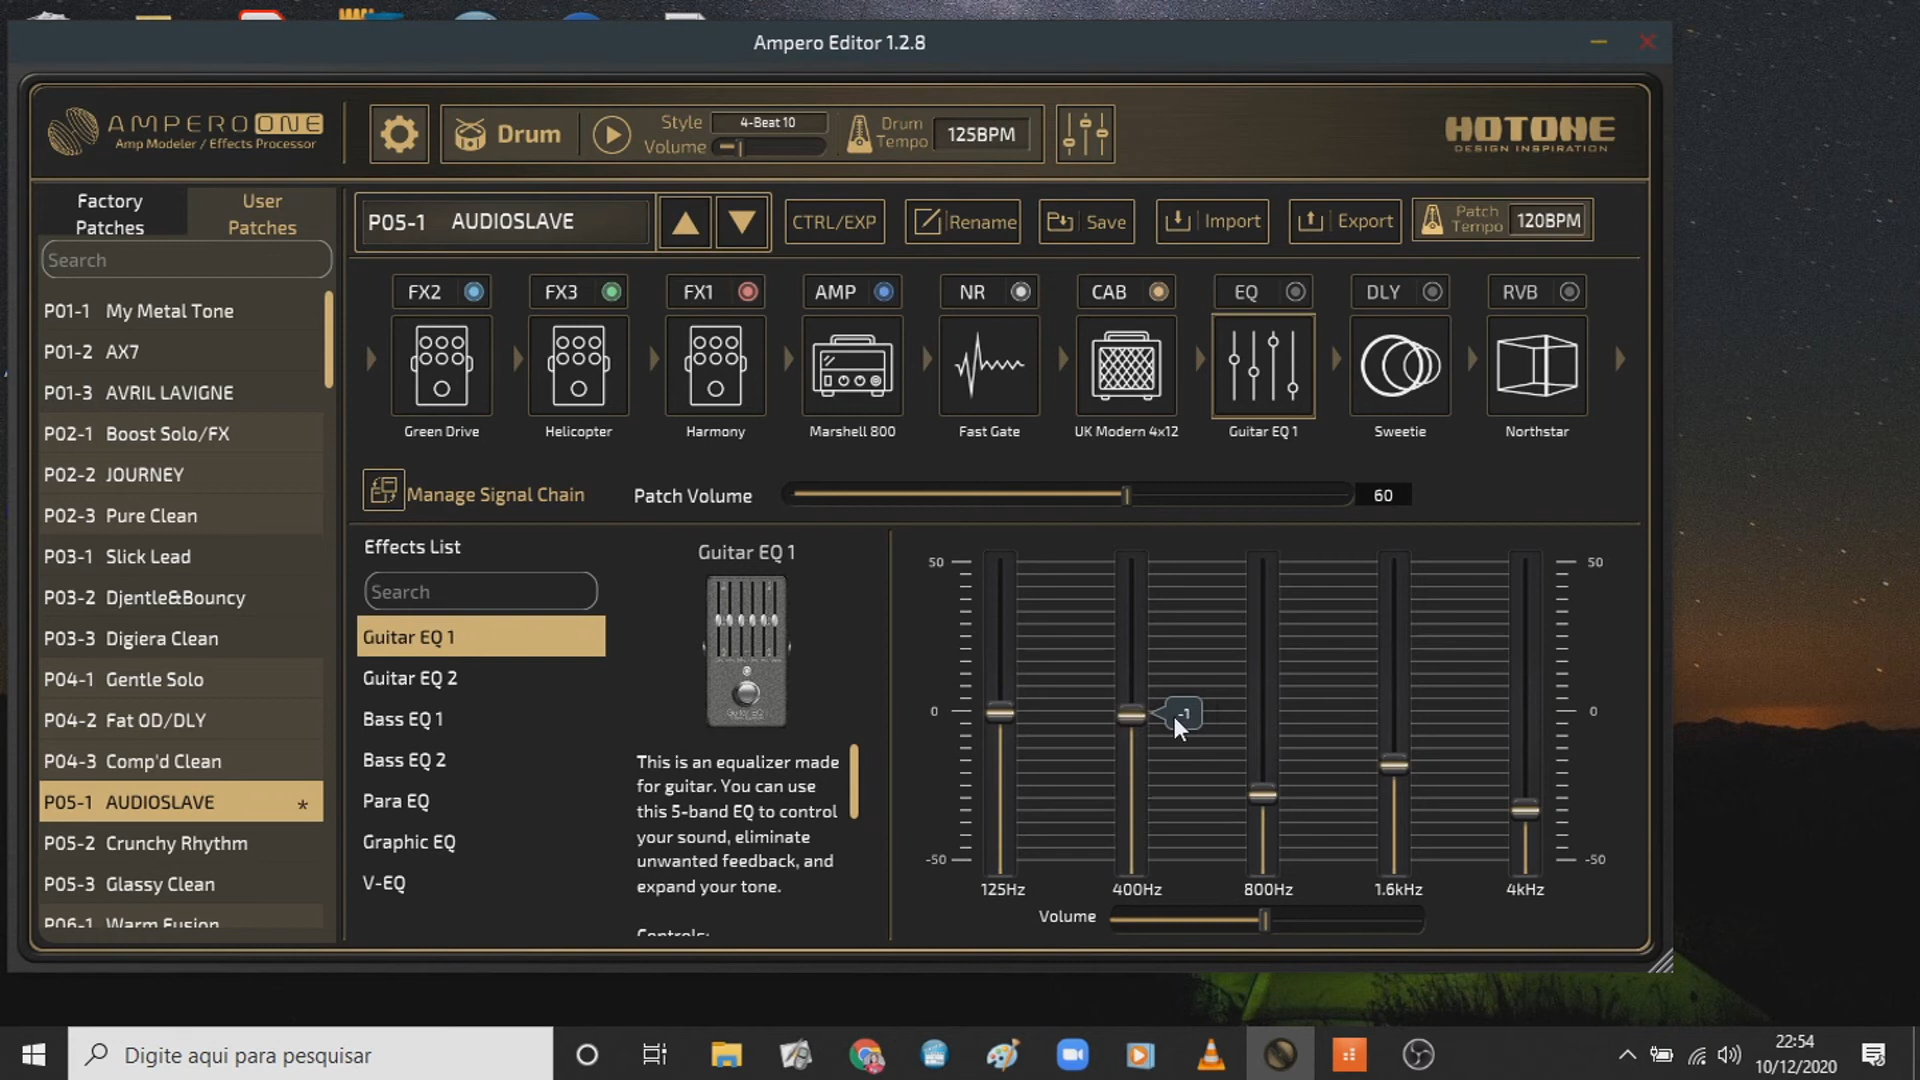 Ampero Editor 1.2.8
AMPERO ONE
Amp Modeler / Effects Processor
Drum
Style
4-Beat 10
Volume
Drum
Tempo
125BPM
HOTONE
DESIGN INSPIRATION
Factory
Patches
User
Patches
Search
P05-1 AUDIOSLAVE
CTRL/EXP
Rename
Save
Import
Export
Patch
Tempo
120BPM
P01-1 My Metal Tone
P01-2 AX7
P01-3 AVRIL LAVIGNE
P02-1 Boost Solo/FX
P02-2 JOURNEY
P02-3 Pure Clean
P03-1 Slick Lead
P03-2 Djentle&Bouncy
P03-3 Digiera Clean
P04-1 Gentle Solo
P04-2 Fat OD/DLY
P04-3 Comp'd Clean
P05-1 AUDIOSLAVE *
P05-2 Crunchy Rhythm
P05-3 Glassy Clean
P06-1 Warm Fusion
FX2 FX3 FX1 AMP NR CAB EQ DLY RVB
Green Drive Helicopter Harmony Marshell 800 Fast Gate UK Modern 4x12 Guitar EQ 1 Sweetie Northstar
Manage Signal Chain
Patch Volume
60
Effects List
Search
Guitar EQ 1
Guitar EQ 2
Bass EQ 1
Bass EQ 2
Para EQ
Graphic EQ
V-EQ
Guitar EQ 1
This is an equalizer made
for guitar. You can use
this 5-band EQ to control
your sound, eliminate
unwanted feedback, and
expand your tone.
Controls:
50 50
0 0
-1
-50 -50
125Hz 400Hz 800Hz 1.6kHz 4kHz
Volume
Digite aqui para pesquisar
22:54
10/12/2020